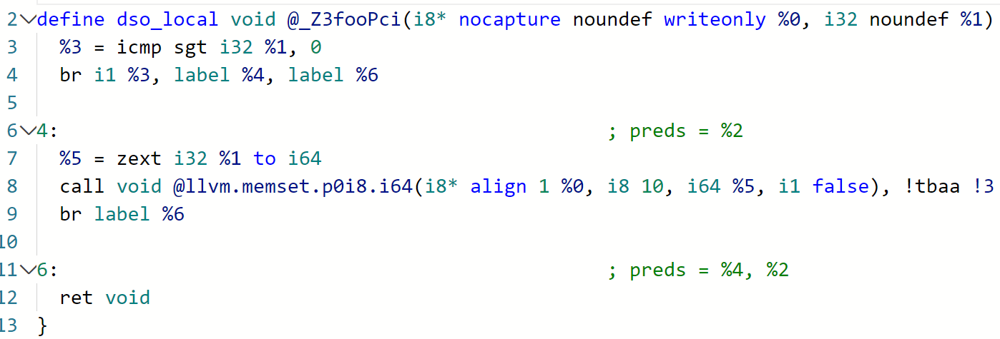 2 define dso_local void @_Z3fooPci(i8* nocapture noundef writeonly %0, i32 noundef %1)
3 %3 = icmp sgt i32 %1, 0
4 br i1 %3, label %4, label %6
5
6 4: ; preds = %2
7 %5 = zext i32 %1 to i64
8 call void @llvm.memset.p0i8.i64(i8* align 1 %0, i8 10, i64 %5, i1 false), !tbaa !3
9 br label %6
10
11 6: ; preds = %4, %2
12 ret void
13 }